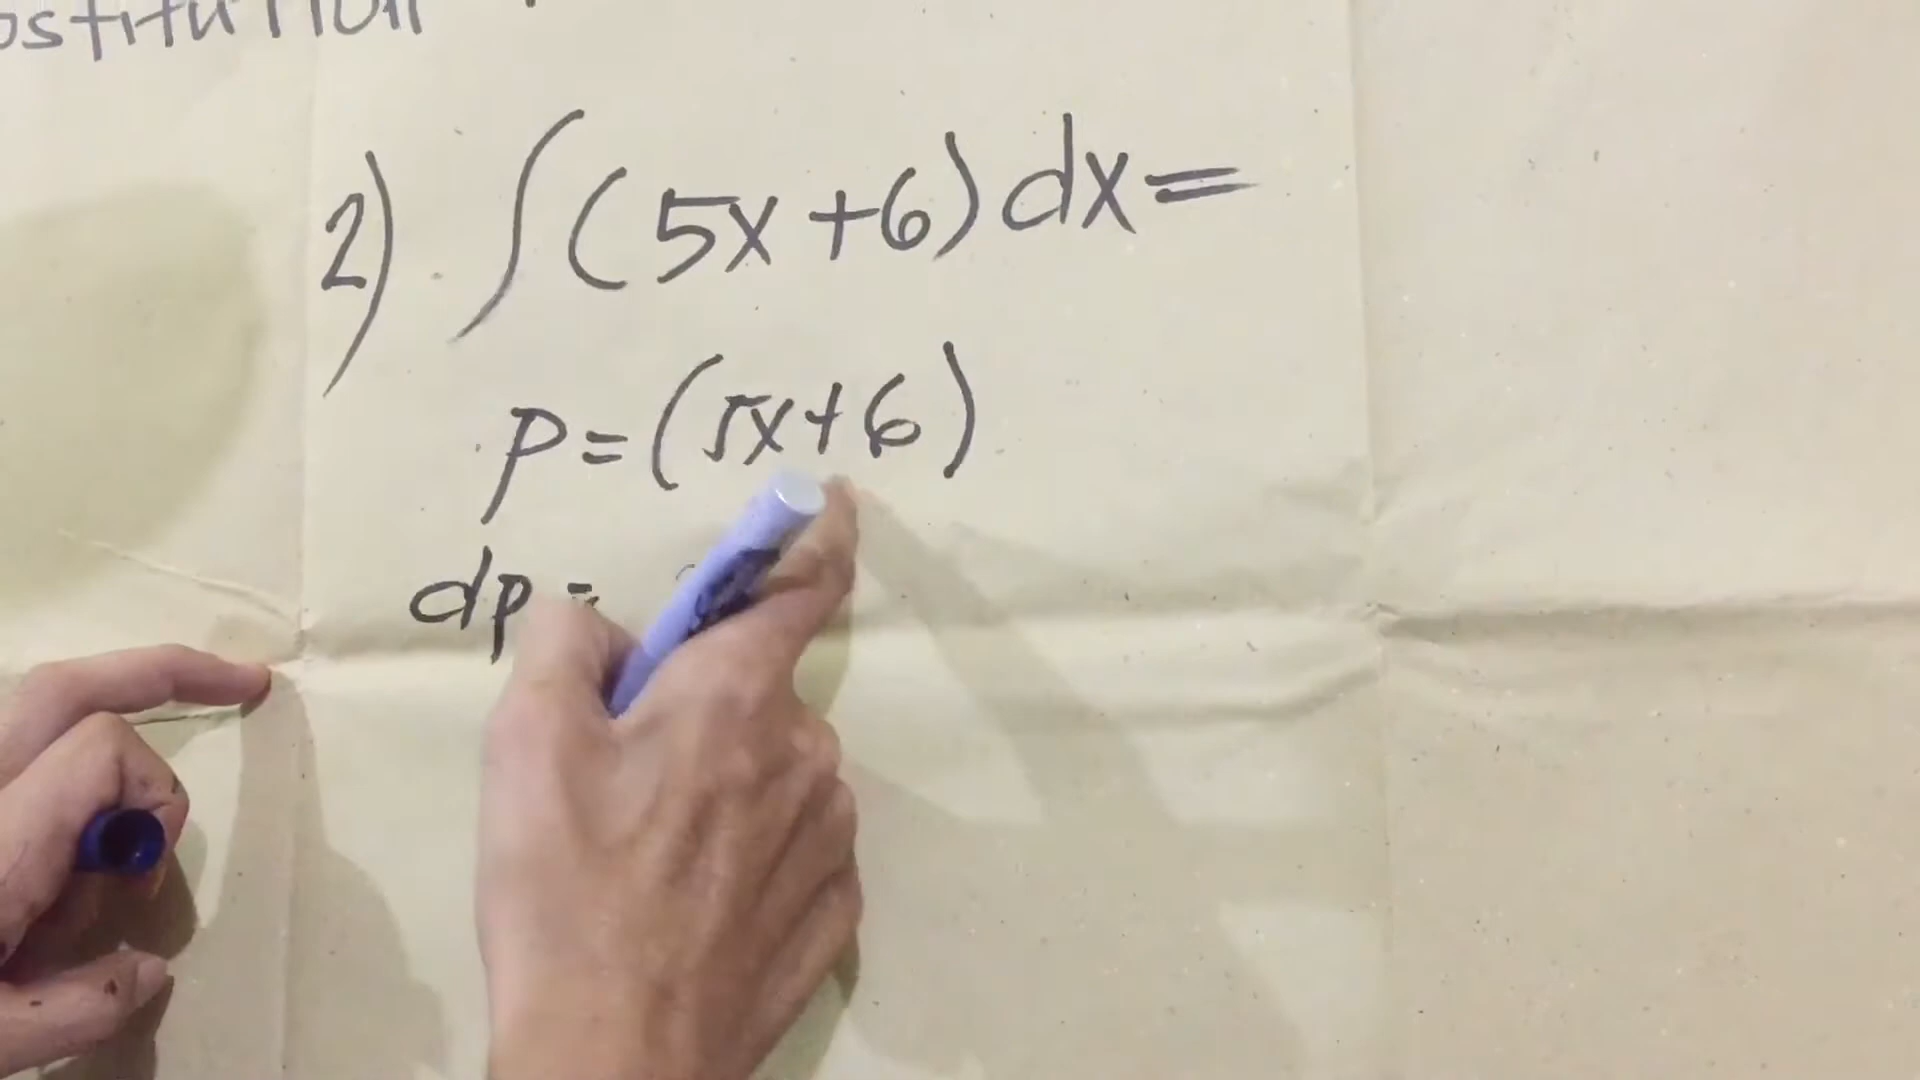 2) ∫(5x+6)dx=
p=(5x+6)
dp=